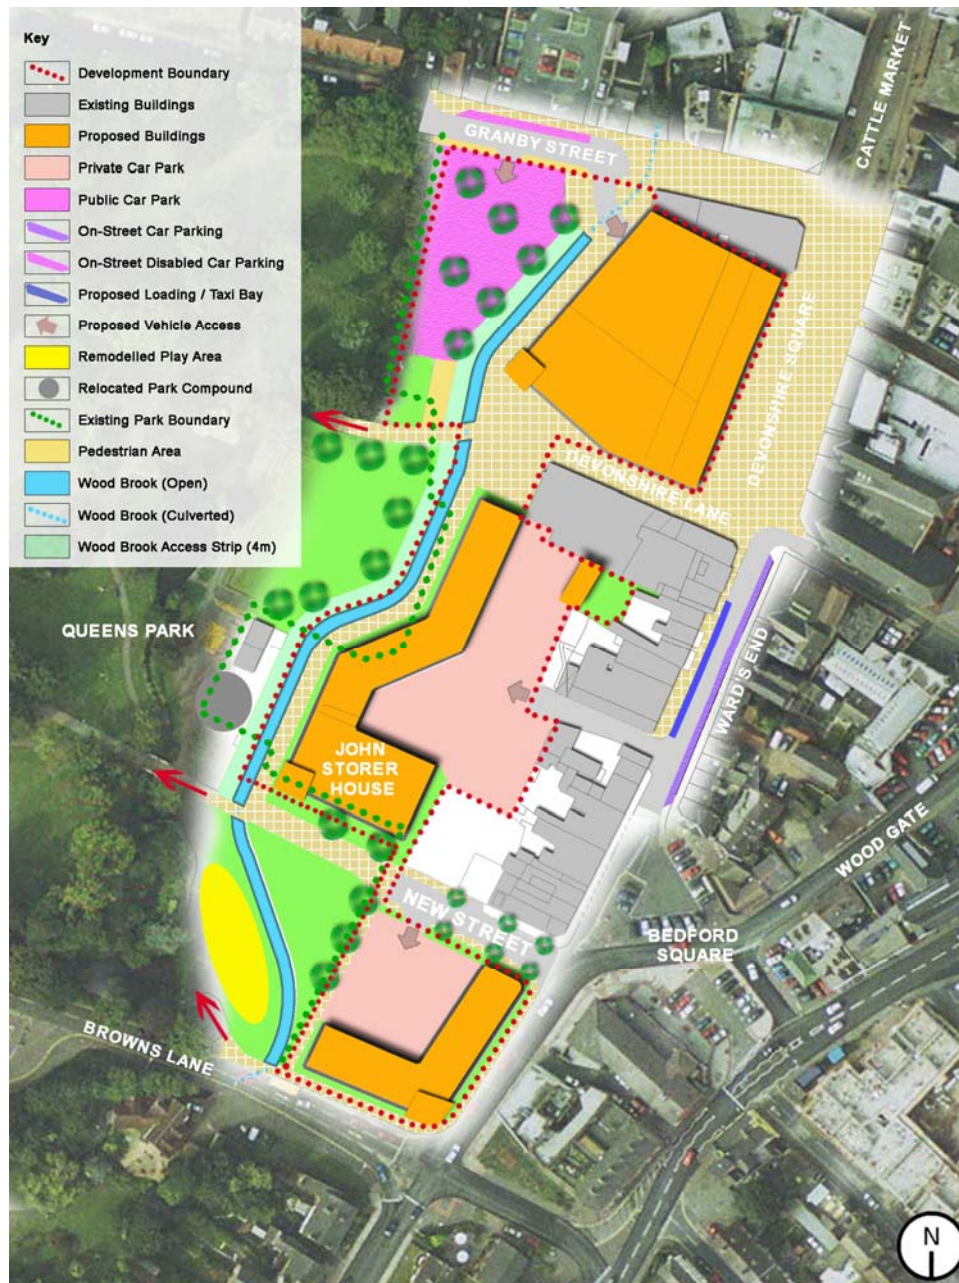 Key
Development Boundary
Existing Buildings
Proposed Buildings
Private Car Park
Public Car Park
On-Street Car Parking
On-Street Disabled Car Parking
Proposed Loading / Taxi Bay
Proposed Vehicle Access
Remodelled Play Area
Relocated Park Compound
Existing Park Boundary
Pedestrian Area
Wood Brook (Open)
Wood Brook (Culverted)
Wood Brook Access Strip (4m)
CATTLE MARKET
GRANBY STREET
DEVONSHIRE SQUARE
DEVONSHIRE LANE
QUEENS PARK
WARD'S END
JOHN
STORER
HOUSE
WOOD GATE
NEW STREET
BEDFORD
SQUARE
BROWNS LANE
N